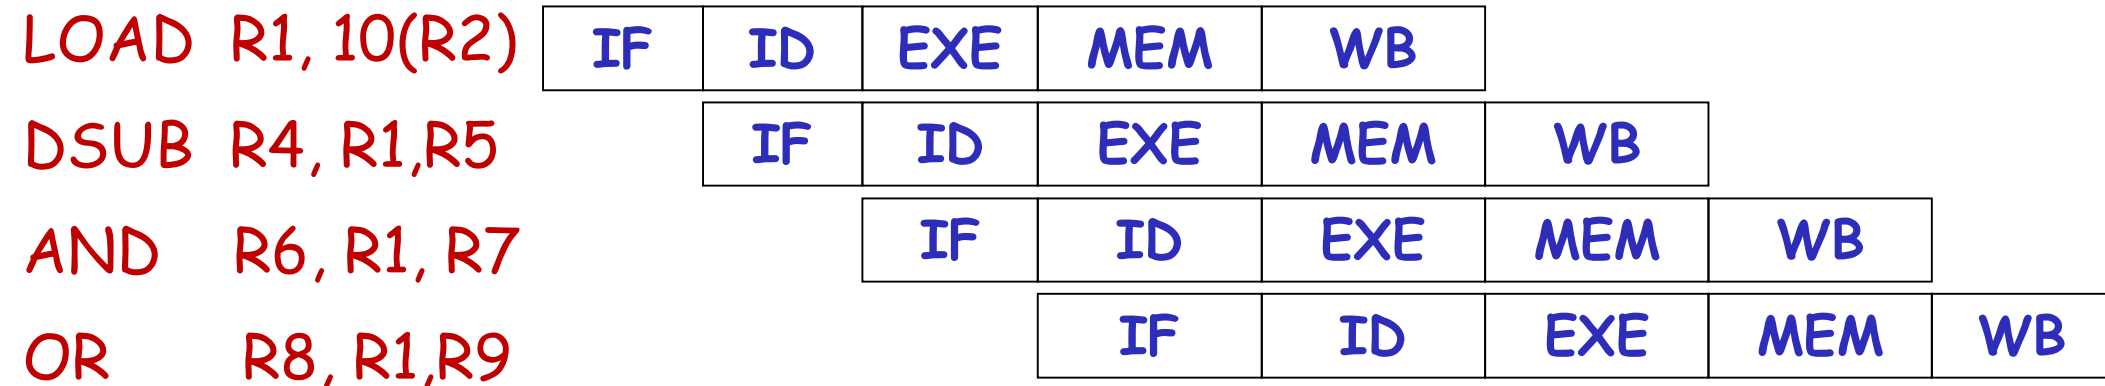 LOAD R1, 10(R2) IF ID EXE MEM WB
DSUB R4, R1,R5 IF ID EXE MEM WB
AND R6, R1, R7 IF ID EXE MEM WB
OR R8, R1,R9 IF ID EXE MEM WB